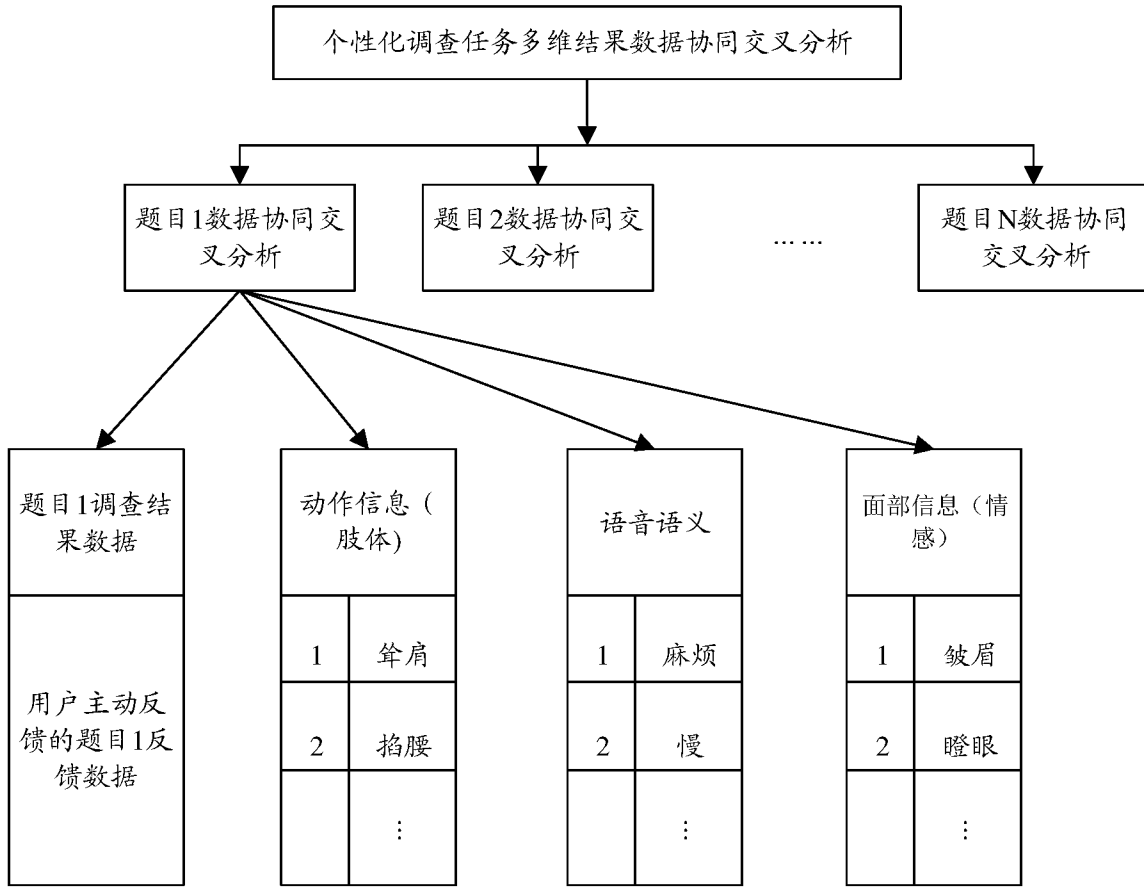 个性化调查任务多维结果数据协同交叉分析
题目1数据协同交
叉分析
题目2数据协同交
叉分析
……
题目N数据协同
交叉分析
题目1调查结
果数据
用户主动反
馈的题目1反
馈数据
动作信息（
肢体)
1 耸肩
2 掐腰
⋮
语音语义
1 麻烦
2 慢
⋮
面部信息（情
感）
1 皱眉
2 瞪眼
⋮